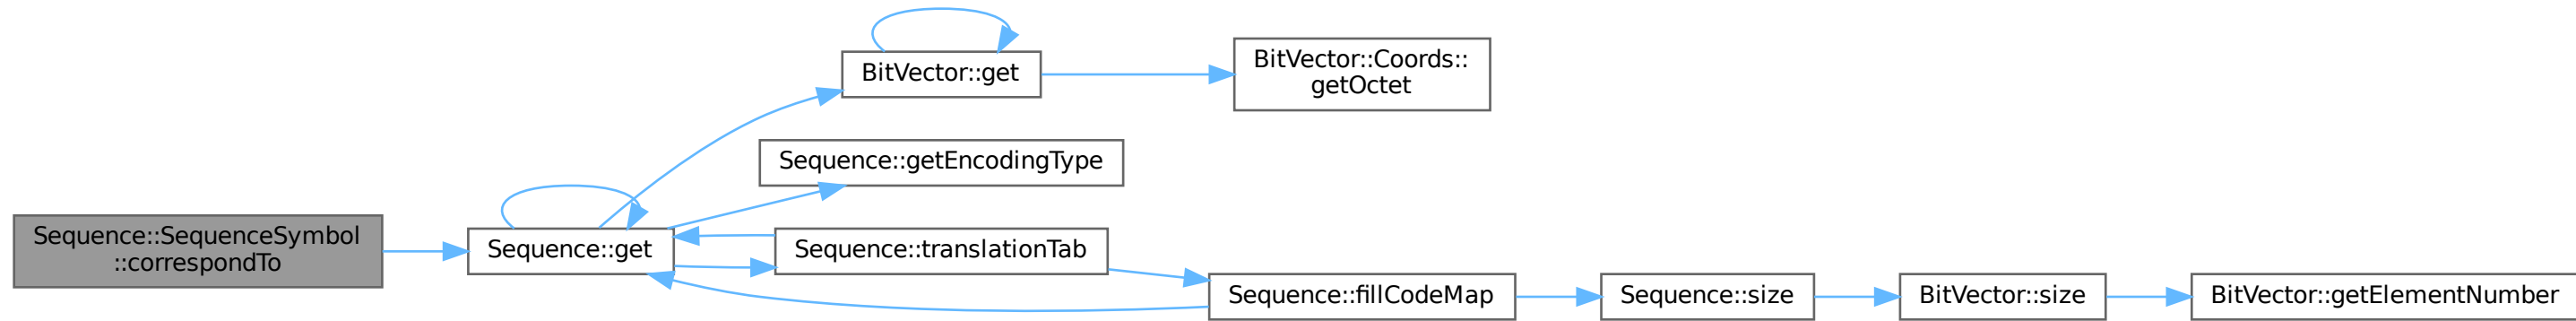 Sequence::SequenceSymbol
::correspondTo
Sequence::get
BitVector::get
BitVector::Coords::
getOctet
Sequence::getEncodingType
Sequence::translationTab
Sequence::fillCodeMap
Sequence::size
BitVector::size
BitVector::getElementNumber